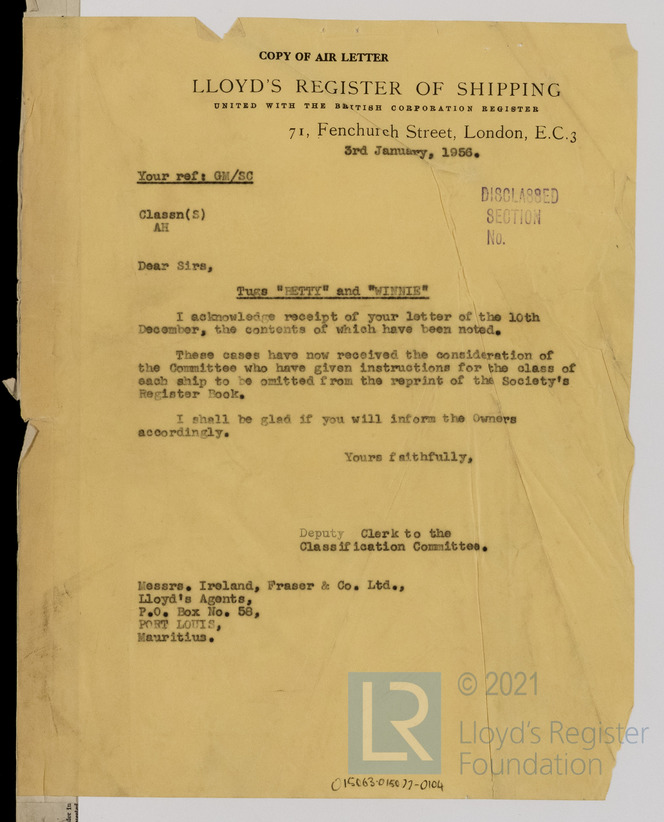 COPY OF AIR LETTER
LLOYD'S REGISTER OF SHIPPING
UNITED WITH THE BRITISH CORPORATION REGISTER
71, Fenchurch Street, London, E.C.3
3rd January, 1956.
Your ref: GM/SC
DISCLASSED
SECTION
No.
Classn(S)
AH
Dear Sirs,
Tugs "BETTY" and "WINNIE"
I acknowledge receipt of your letter of the 10th
December, the contents of which have been noted.
These cases have now received the consideration of
the Committee who have given instructions for the class of
each ship to be omitted from the reprint of the Society's
Register Book.
I shall be glad if you will inform the Owners
accordingly.
Yours faithfully,
Deputy Clerk to the
Classification Committee.
Messrs. Ireland, Fraser & Co. Ltd.,
Lloyd's Agents,
P.O. Box No. 58,
PORT LOUIS,
Mauritius.
LR
© 2021
Lloyd's Register
Foundation
015063-015077-0104